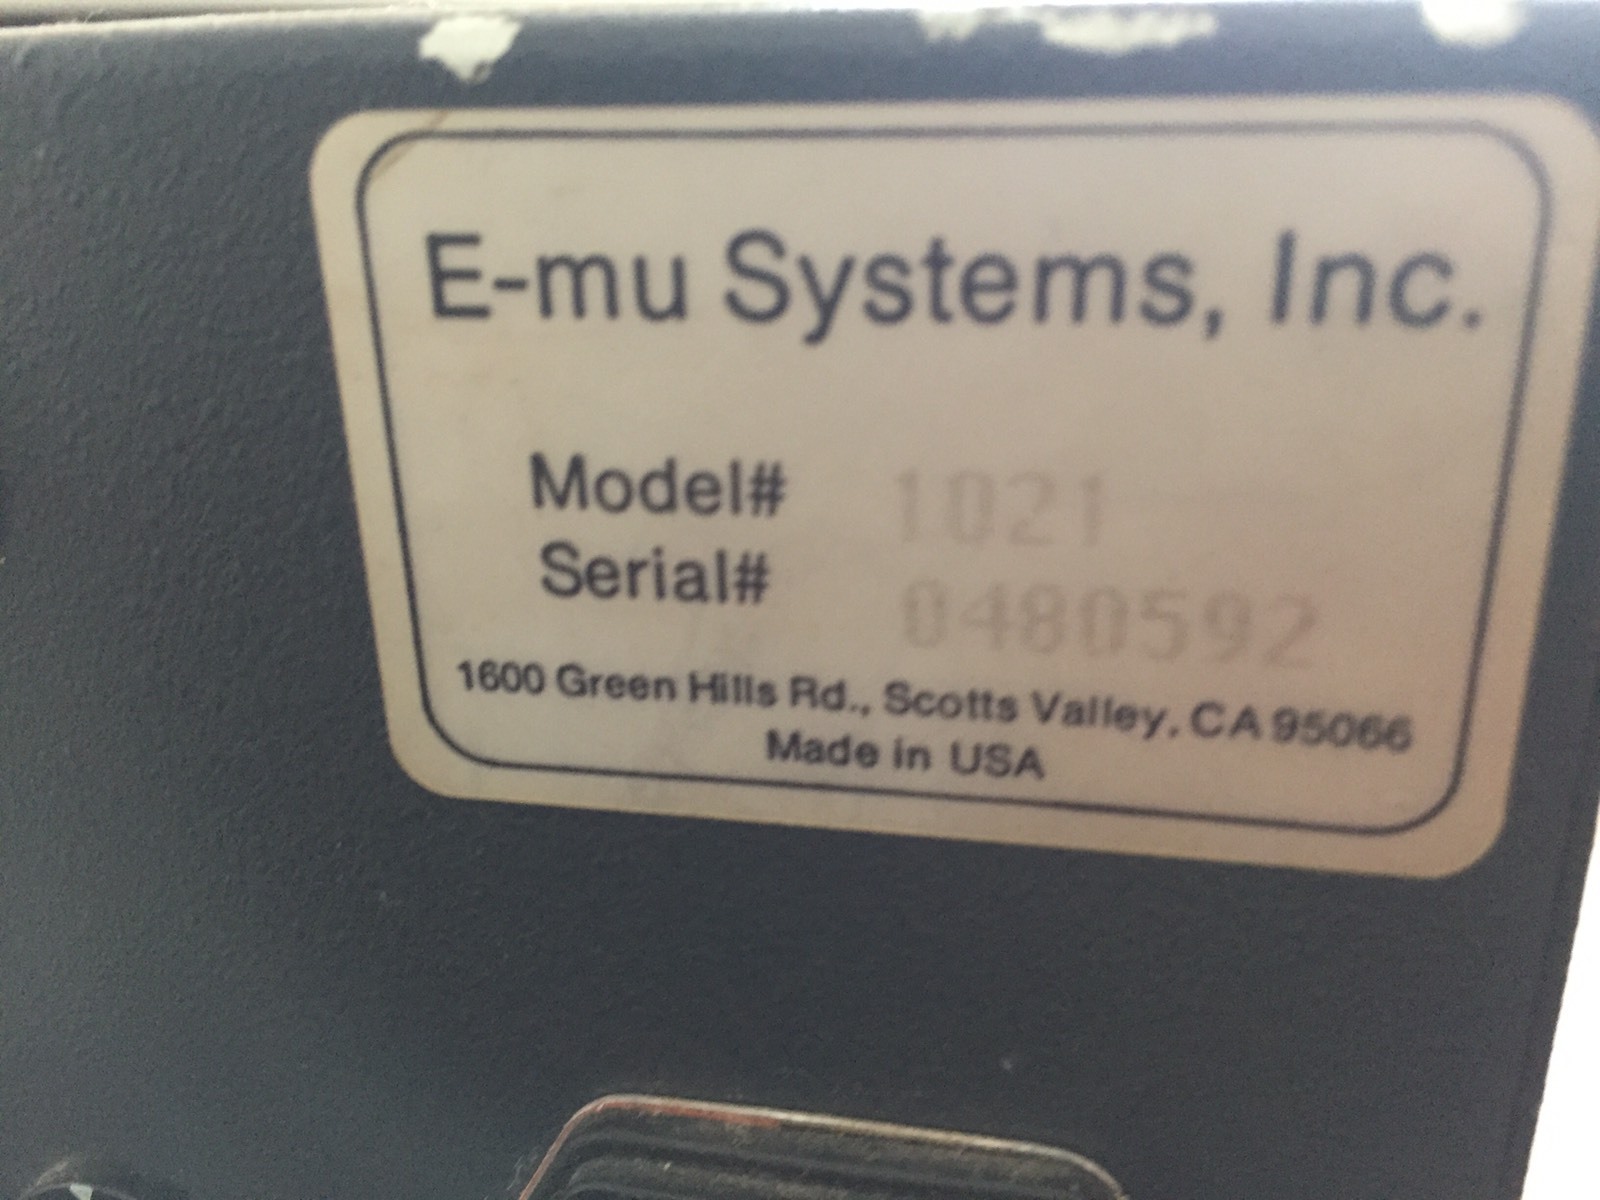 E-mu Systems, Inc.
Model# 1021
Serial# 0480592
1600 Green Hills Rd., Scotts Valley, CA 95066
Made in USA